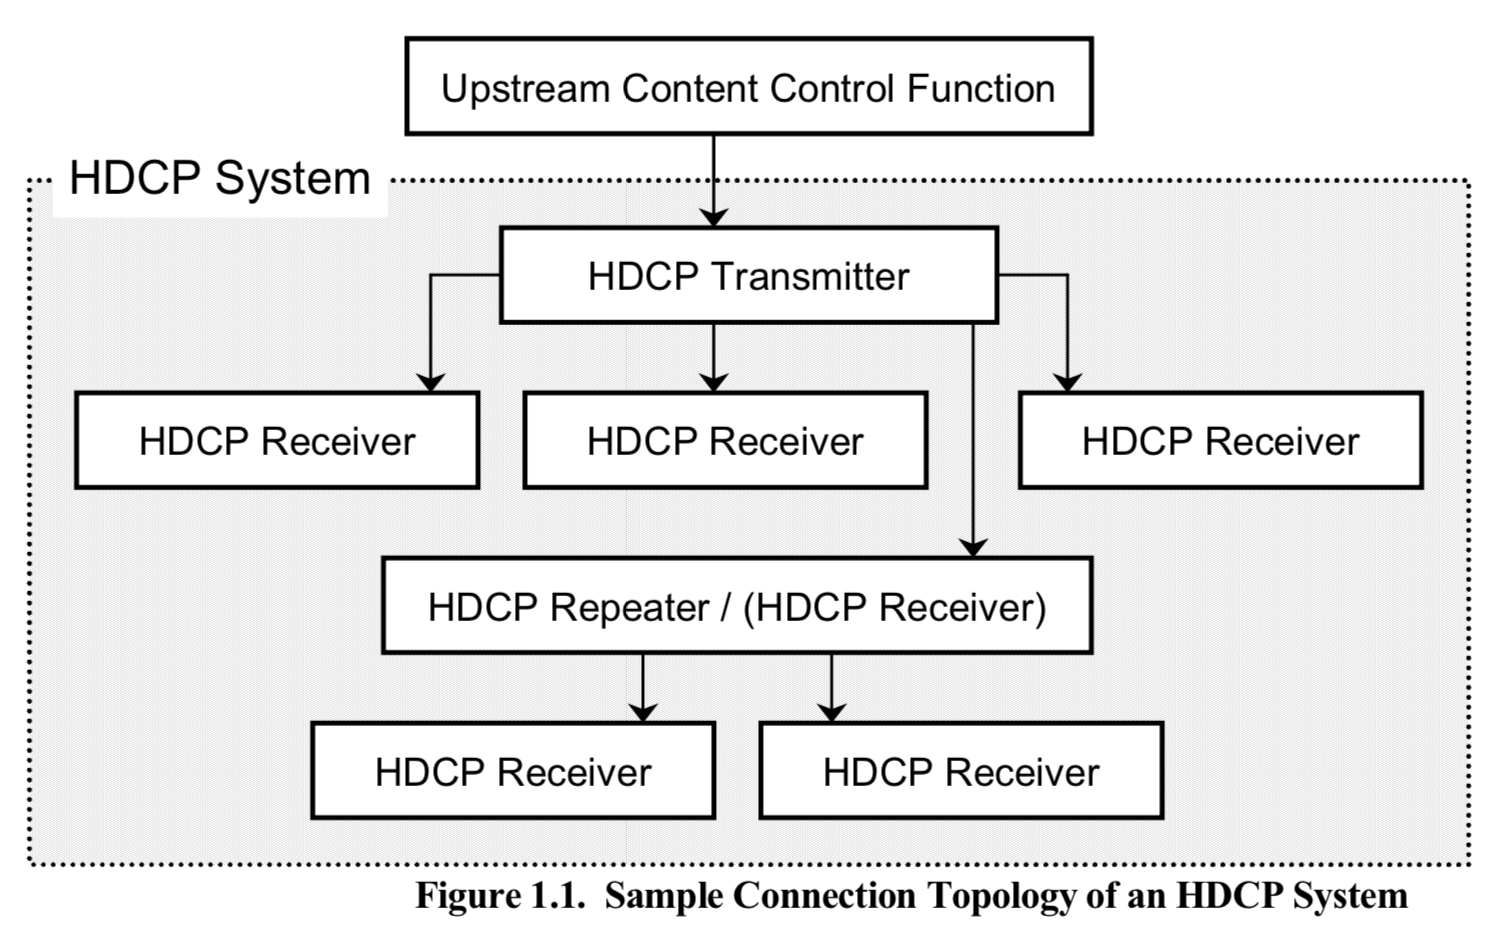 Upstream Content Control Function
HDCP System
HDCP Transmitter
HDCP Receiver
HDCP Receiver
HDCP Receiver
HDCP Repeater / (HDCP Receiver)
HDCP Receiver
HDCP Receiver
Figure 1.1. Sample Connection Topology of an HDCP System